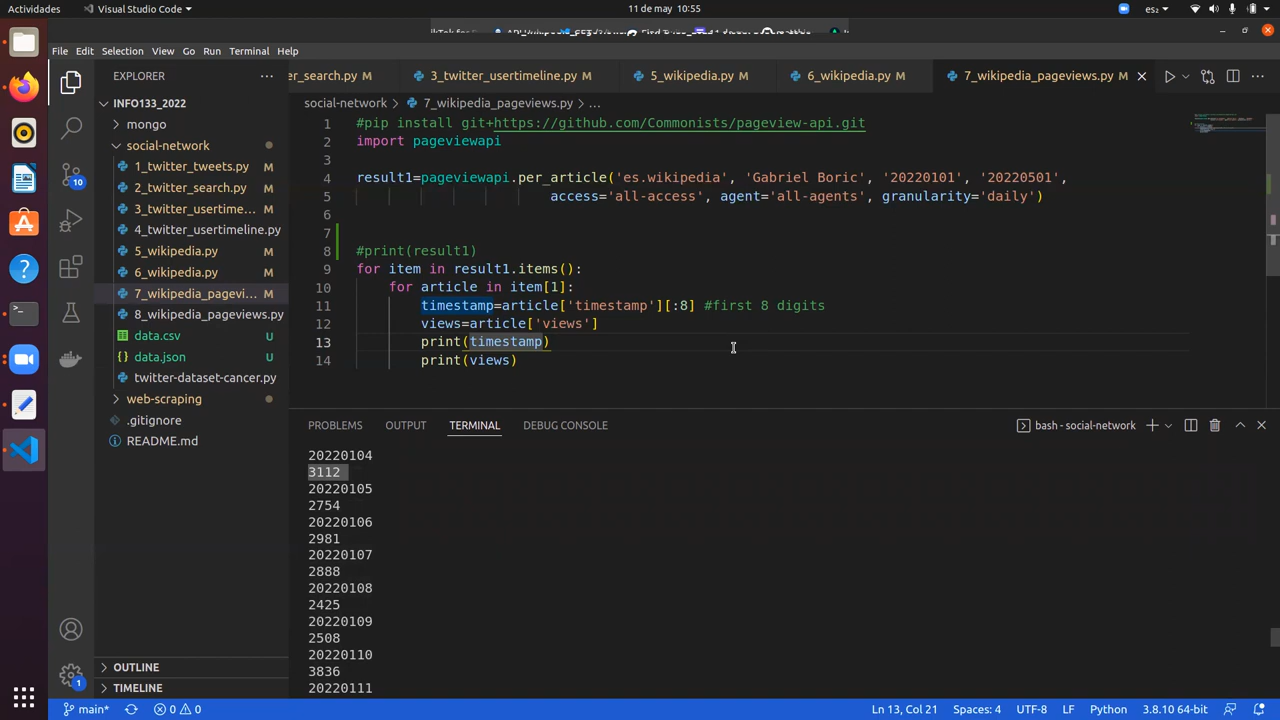 Actividades
Visual Studio Code
11 de may 10:55
es₂
File Edit Selection View Go Run Terminal Help
EXPLORER
er_search.py M
3_twitter_usertimeline.py M
5_wikipedia.py M
6_wikipedia.py M
7_wikipedia_pageviews.py M
INFO133_2022
social-network > 7_wikipedia_pageviews.py > ...
mongo
social-network
1_twitter_tweets.py M
2_twitter_search.py M
3_twitter_usertime... M
4_twitter_usertimeline.py
5_wikipedia.py M
6_wikipedia.py M
7_wikipedia_pagevi... M
8_wikipedia_pageviews.py
data.csv U
data.json U
twitter-dataset-cancer.py
web-scraping
.gitignore
README.md
OUTLINE
TIMELINE
10
1
1 #pip install git+https://github.com/Commonists/pageview-api.git
2 import pageviewapi
3
4 result1=pageviewapi.per_article('es.wikipedia', 'Gabriel Boric', '20220101', '20220501',
5 access='all-access', agent='all-agents', granularity='daily')
6
7
8 #print(result1)
9 for item in result1.items():
10 for article in item[1]:
11 timestamp=article['timestamp'][:8] #first 8 digits
12 views=article['views']
13 print(timestamp)
14 print(views)
PROBLEMS OUTPUT TERMINAL DEBUG CONSOLE
bash - social-network
20220104
3112
20220105
2754
20220106
2981
20220107
2888
20220108
2425
20220109
2508
20220110
3836
20220111
main* 0 0 Ln 13, Col 21 Spaces: 4 UTF-8 LF Python 3.8.10 64-bit